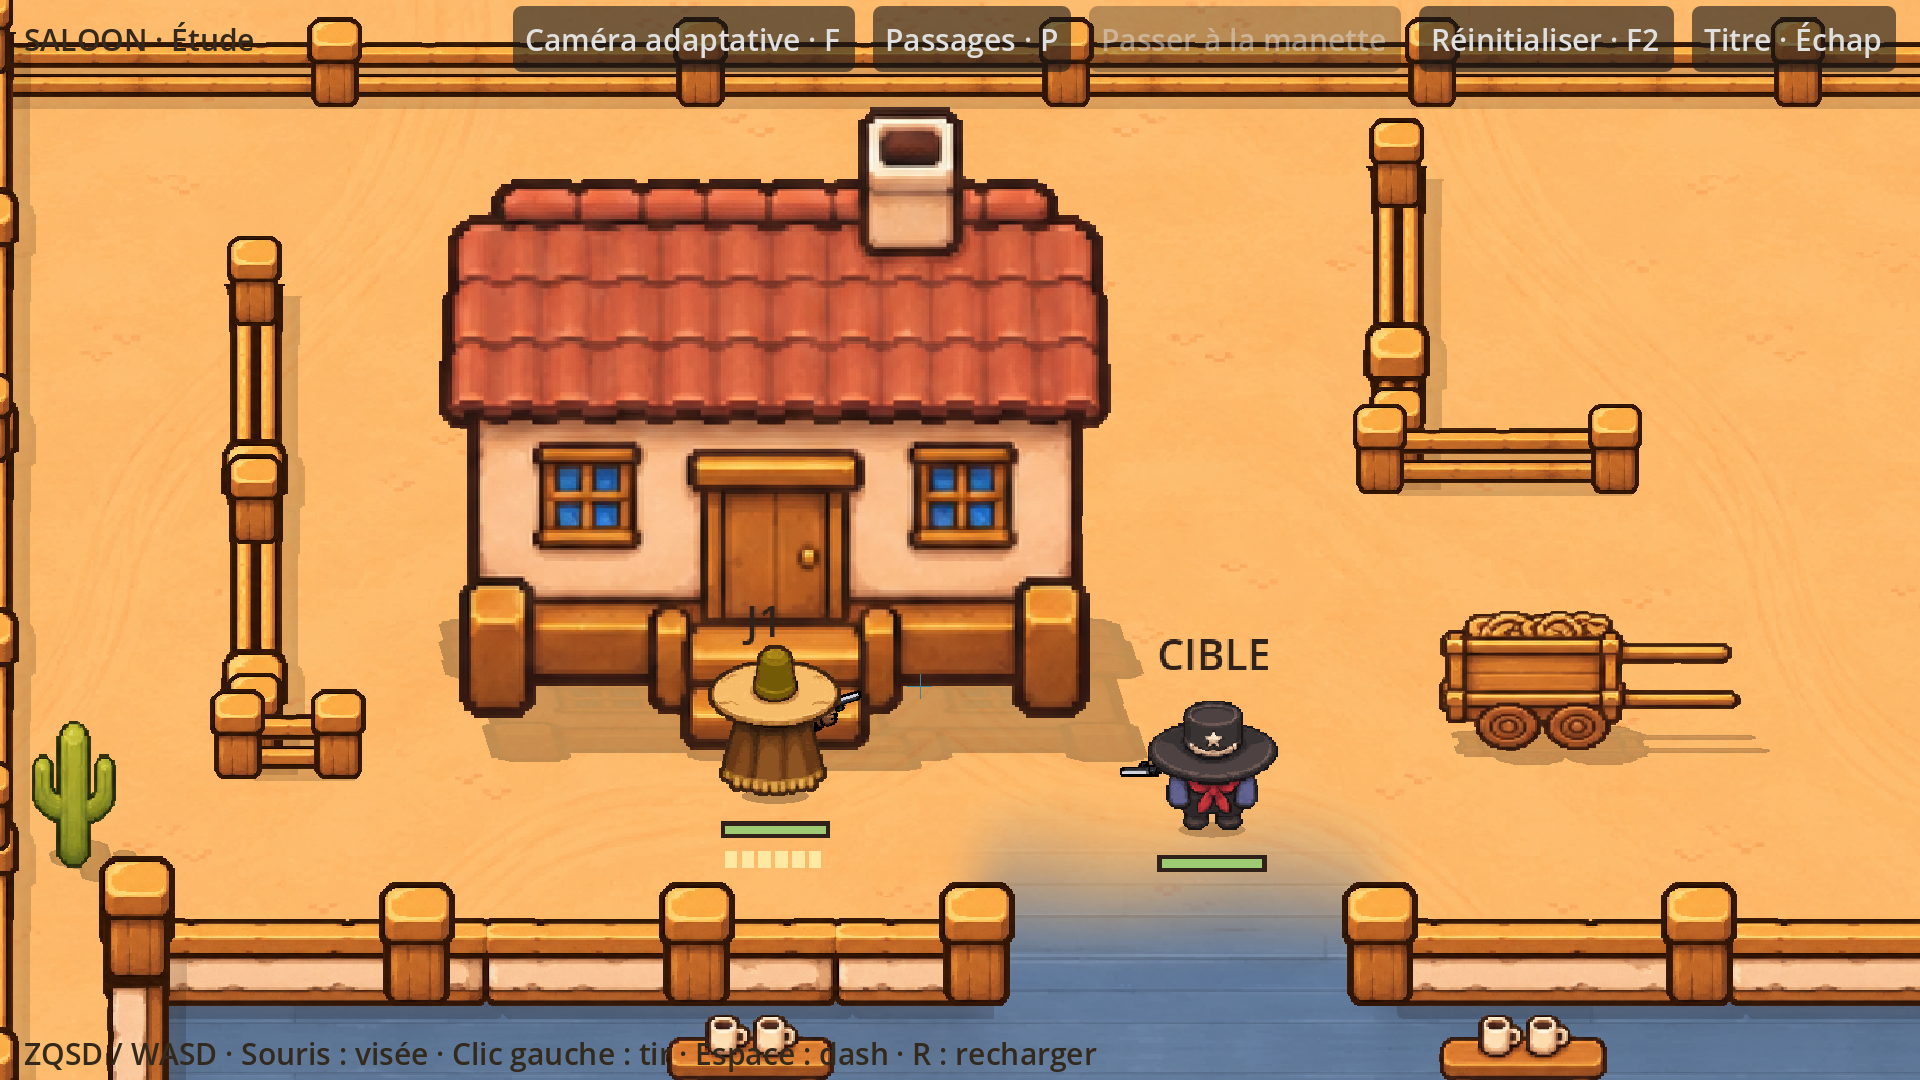 SALOON · Étude
Caméra adaptative · F
Passages · P
Passer à la manette
Réinitialiser · F2
Titre · Échap
J1
CIBLE
ZQSD / WASD · Souris : visée · Clic gauche : tir · Espace : dash · R : recharger